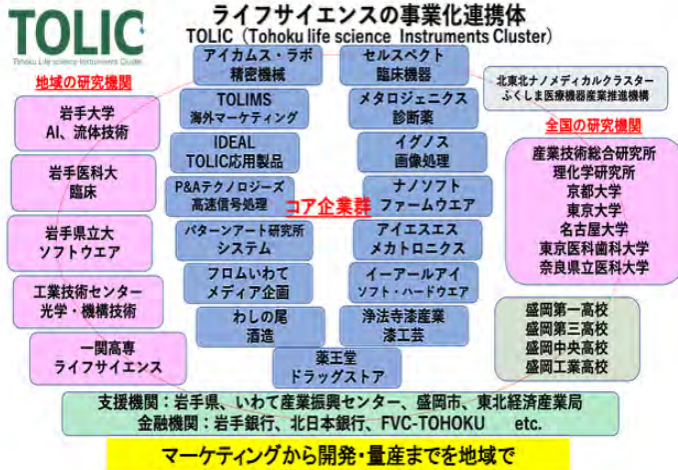 TOLIC
Tohoku Life science Instruments Cluster
ライフサイエンスの事業化連携体
TOLIC（Tohoku life science Instruments Cluster）
地域の研究機関
岩手大学
AI、流体技術
岩手医科大
臨床
岩手県立大
ソフトウエア
工業技術センター
光学・機構技術
一関高専
ライフサイエンス
アイカムス・ラボ
精密機械
セルスペクト
臨床機器
TOLIMS
海外マーケティング
メタロジェニクス
診断薬
IDEAL
TOLIC応用製品
イグノス
画像処理
P&Aテクノロジーズ
高速信号処理
コア企業群
ナノソフト
ファームウエア
パターンアート研究所
システム
アイエスエス
メカトロニクス
フロムいわて
メディア企画
イーアールアイ
ソフト・ハードウエア
わしの尾
酒造
浄法寺漆産業
漆工芸
薬王堂
ドラッグストア
北東北ナノメディカルクラスター
ふくしま医療機器産業推進機構
全国の研究機関
産業技術総合研究所
理化学研究所
京都大学
東京大学
名古屋大学
東京医科歯科大学
奈良県立医科大学
盛岡第一高校
盛岡第三高校
盛岡中央高校
盛岡工業高校
支援機関：岩手県、いわて産業振興センター、盛岡市、東北経済産業局
金融機関：岩手銀行、北日本銀行、FVC-TOHOKU etc.
マーケティングから開発・量産までを地域で